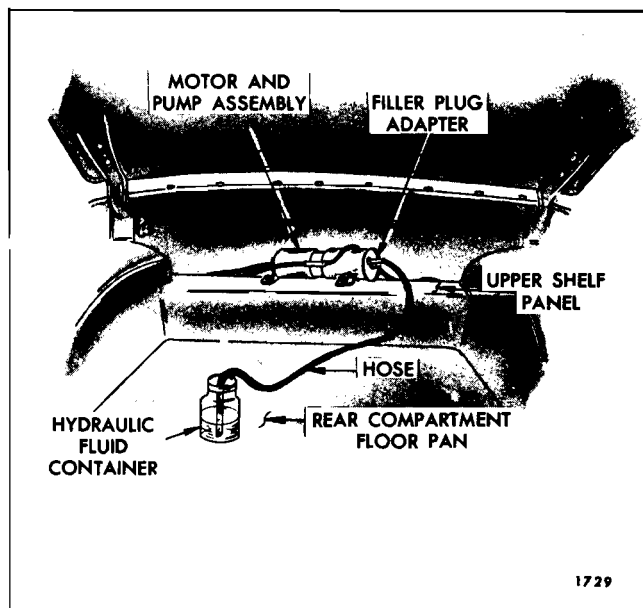 MOTOR AND
PUMP ASSEMBLY
FILLER PLUG
ADAPTER
UPPER SHELF
PANEL
HOSE
HYDRAULIC
FLUID
CONTAINER
REAR COMPARTMENT
FLOOR PAN
1729